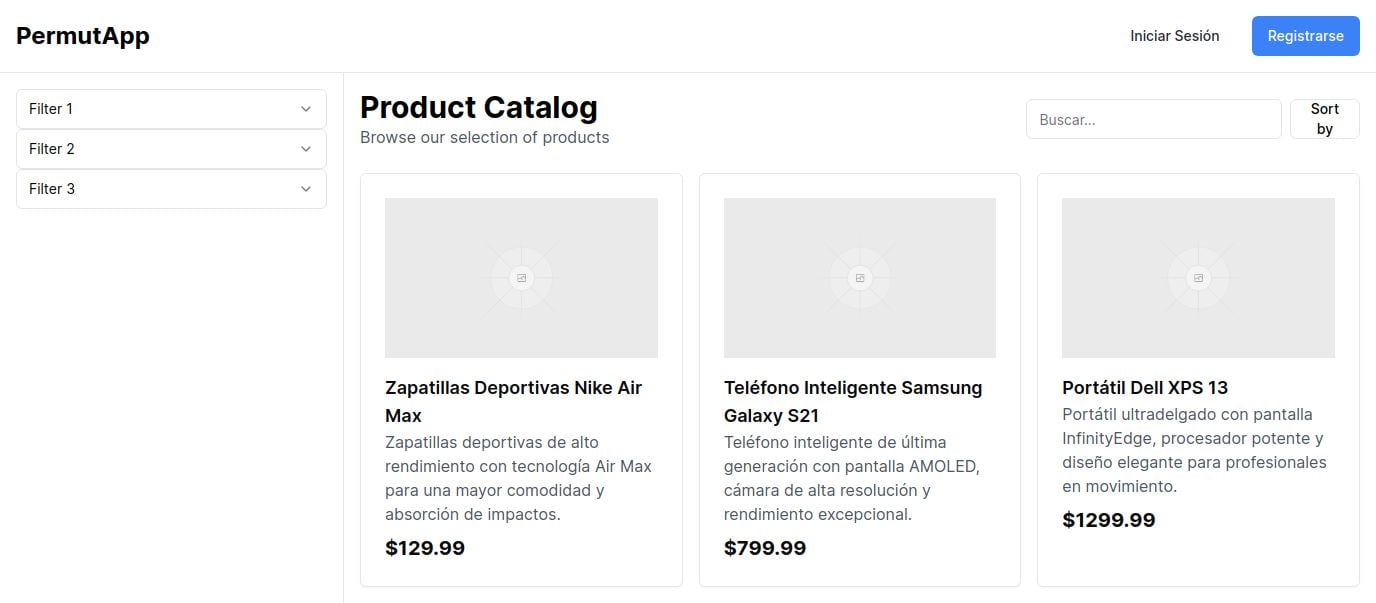 PermutApp
Iniciar Sesión
Registrarse
Filter 1
Filter 2
Filter 3
Product Catalog
Browse our selection of products
Buscar...
Sort
by
Zapatillas Deportivas Nike Air
Max
Zapatillas deportivas de alto
rendimiento con tecnología Air Max
para una mayor comodidad y
absorción de impactos.
$129.99
Teléfono Inteligente Samsung
Galaxy S21
Teléfono inteligente de última
generación con pantalla AMOLED,
cámara de alta resolución y
rendimiento excepcional.
$799.99
Portátil Dell XPS 13
Portátil ultradelgado con pantalla
InfinityEdge, procesador potente y
diseño elegante para profesionales
en movimiento.
$1299.99